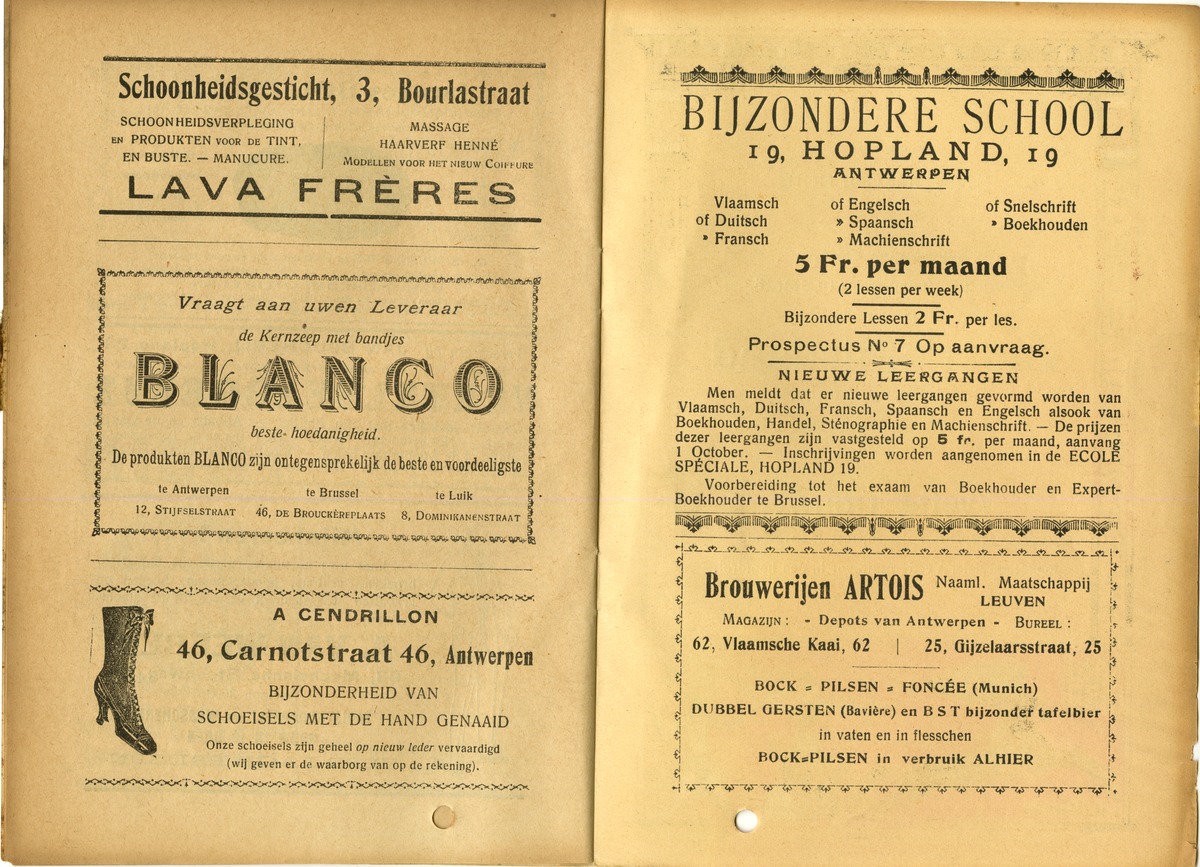 Schoonheidsgesticht, 3, Bourlastraat
SCHOONHEIDSVERPLEGING
EN PRODUKTEN VOOR DE TINT,
EN BUSTE. — MANUCURE.
MASSAGE
HAARVERF HENNÉ
MODELLEN VOOR HET NIEUW COIFFURE
LAVA FRÈRES
Vraagt aan uwen Leveraar
de Kernzeep met bandjes
BLANCO
beste- hoedanigheid.
De produkten BLANCO zijn ontegensprekelijk de beste en voordeeligste
te Antwerpen te Brussel te Luik
12, STIJFSELSTRAAT 46, DE BROUCKÈREPLAATS 8, DOMINIKANENSTRAAT
A CENDRILLON
46, Carnotstraat 46, Antwerpen
BIJZONDERHEID VAN
SCHOEISELS MET DE HAND GENAAID
Onze schoeisels zijn geheel op nieuw leder vervaardigd
(wij geven er de waarborg van op de rekening).
BIJZONDERE SCHOOL
19, HOPLAND, 19
ANTWERPEN
Vlaamsch of Engelsch of Snelschrift
of Duitsch » Spaansch » Boekhouden
» Fransch » Machienschrift
5 Fr. per maand
(2 lessen per week)
Bijzondere Lessen 2 Fr. per les.
Prospectus No 7 Op aanvraag.
NIEUWE LEERGANGEN
Men meldt dat er nieuwe leergangen gevormd worden van
Vlaamsch, Duitsch, Fransch, Spaansch en Engelsch alsook van
Boekhouden, Handel, Sténographie en Machienschrift. — De prijzen
dezer leergangen zijn vastgesteld op 5 fr. per maand, aanvang
1 October. — Inschrijvingen worden aangenomen in de ECOLE
SPÉCIALE, HOPLAND 19.
Voorbereiding tot het exaam van Boekhouder en Expert-
Boekhouder te Brussel.
Brouwerijen ARTOIS Naaml. Maatschappij
LEUVEN
MAGAZIJN : - Depots van Antwerpen - BUREEL :
62, Vlaamsche Kaai, 62 | 25, Gijzelaarsstraat, 25
BOCK = PILSEN = FONCÉE (Munich)
DUBBEL GERSTEN (Bavière) en B S T bijzonder tafelbier
in vaten en in flesschen
BOCK=PILSEN in verbruik ALHIER